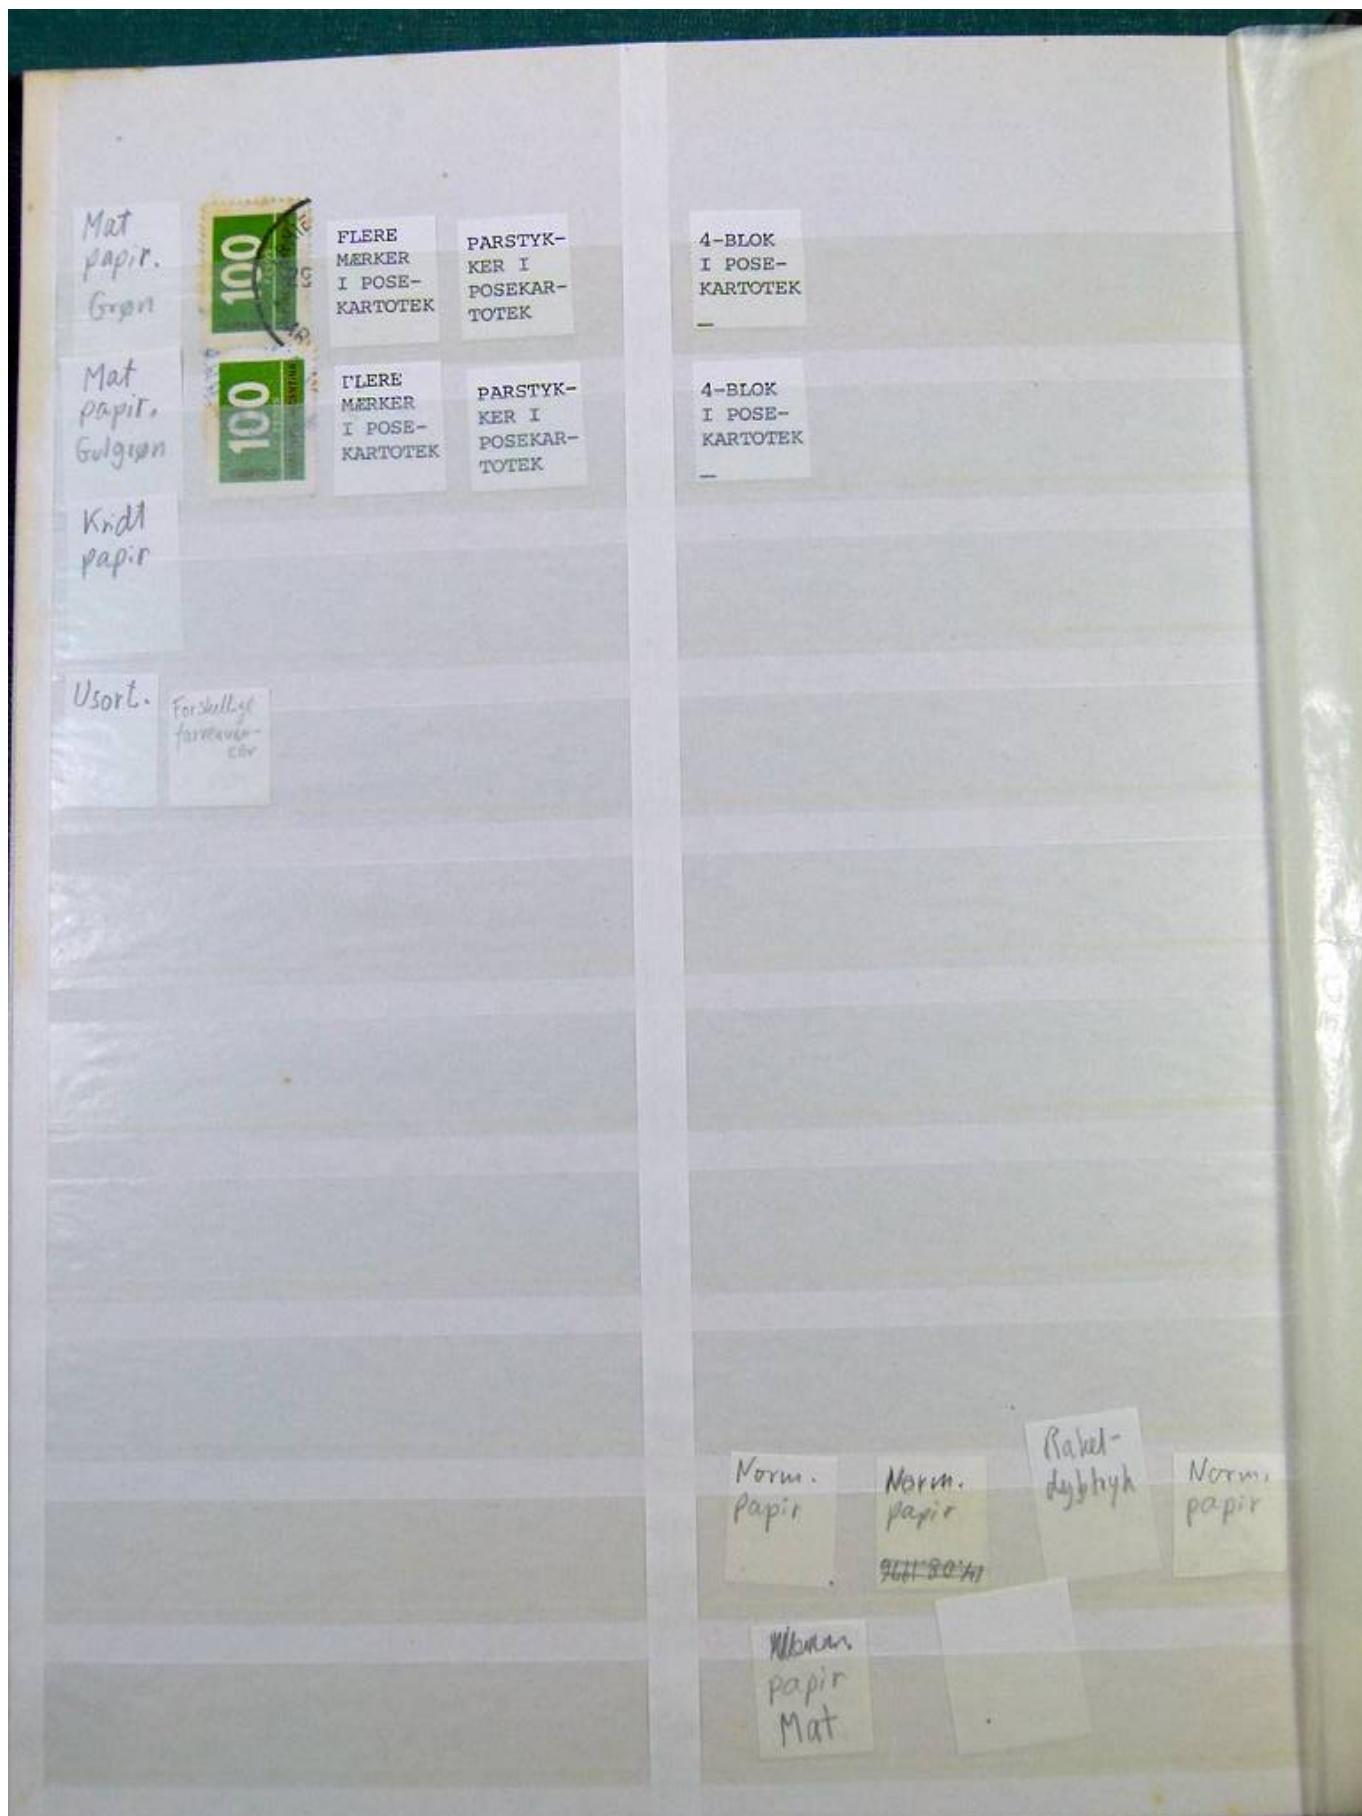 Mat
papir.
Grøn
100
FLERE
MÆRKER
I POSE-
KARTOTEK
PARSTYK-
KER I
POSEKAR-
TOTEK
4-BLOK
I POSE-
KARTOTEK
Mat
papir.
Gulgrøn
100
FLERE
MÆRKER
I POSE-
KARTOTEK
PARSTYK-
KER I
POSEKAR-
TOTEK
4-BLOK
I POSE-
KARTOTEK
Kridt
papir
Usort.
Forskellige
farvenuan-
cer
Norm.
Papir
Norm.
papir
Rakel-
dybtryk
Norm.
papir
papir
Mat